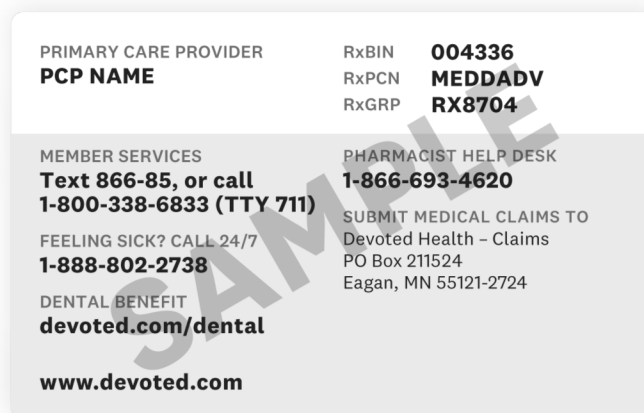 PRIMARY CARE PROVIDER
PCP NAME
RxBIN 004336
RxPCN MEDDADV
RxGRP RX8704
MEMBER SERVICES
Text 866-85, or call
1-800-338-6833 (TTY 711)
FEELING SICK? CALL 24/7
1-888-802-2738
DENTAL BENEFIT
devoted.com/dental
www.devoted.com
PHARMACIST HELP DESK
1-866-693-4620
SUBMIT MEDICAL CLAIMS TO
Devoted Health – Claims
PO Box 211524
Eagan, MN 55121-2724
SAMPLE